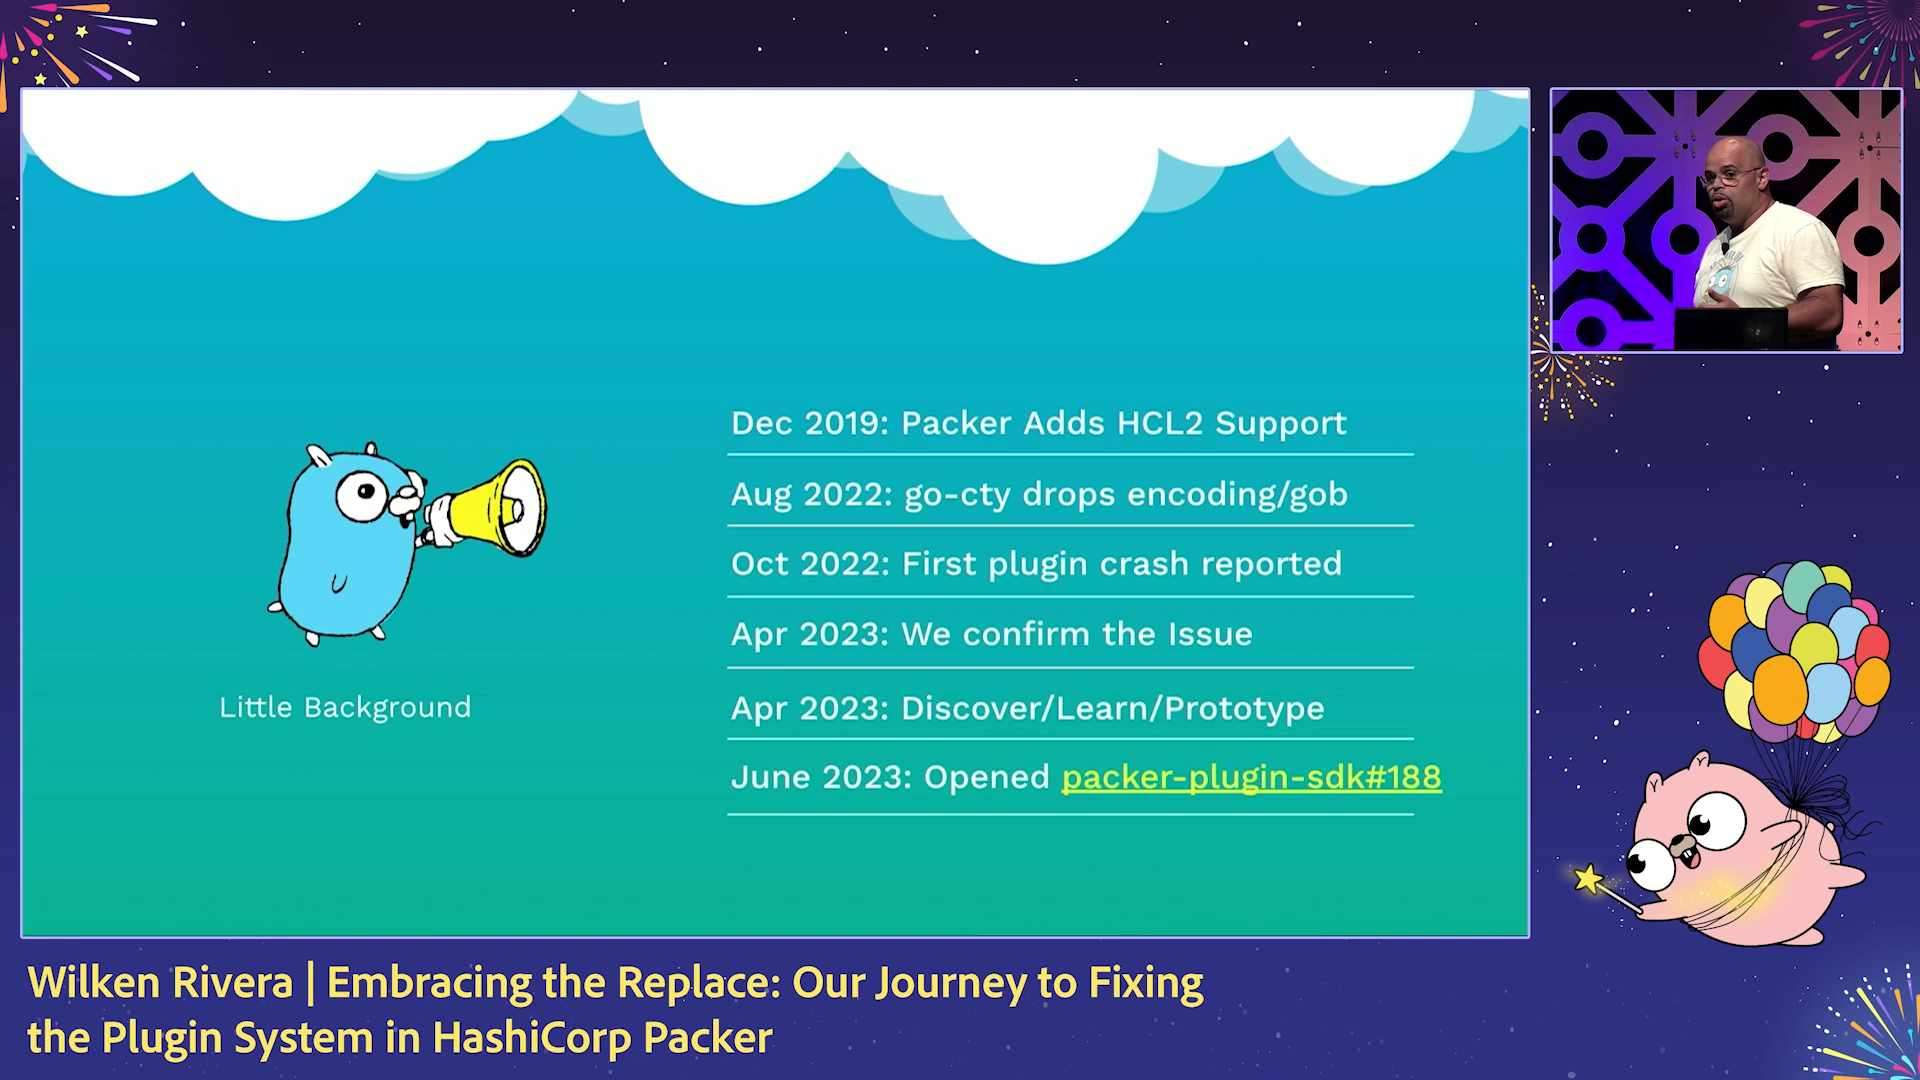 Dec 2019: Packer Adds HCL2 Support
Aug 2022: go-cty drops encoding/gob
Oct 2022: First plugin crash reported
Apr 2023: We confirm the Issue
Little Background
Apr 2023: Discover/Learn/Prototype
June 2023: Opened packer-plugin-sdk#188
Wilken Rivera | Embracing the Replace: Our Journey to Fixing
the Plugin System in HashiCorp Packer